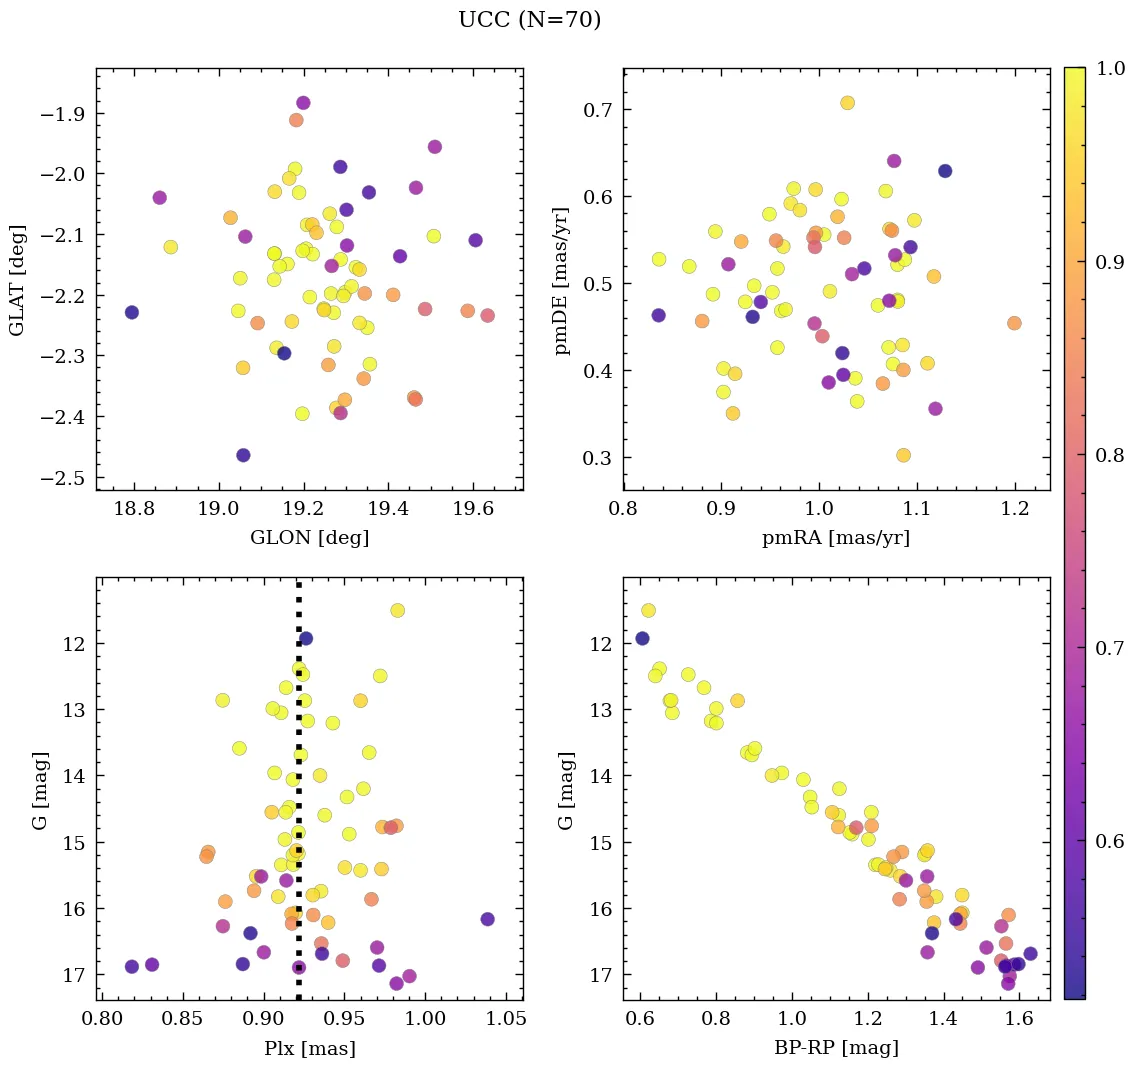 UCC (N=70)
−1.9
−2.0
−2.1
−2.2
−2.3
−2.4
−2.5
GLAT [deg]
18.8 19.0 19.2 19.4 19.6
GLON [deg]
0.7
0.6
0.5
0.4
0.3
pmDE [mas/yr]
0.8 0.9 1.0 1.1 1.2
pmRA [mas/yr]
12
13
14
15
16
17
G [mag]
0.80 0.85 0.90 0.95 1.00 1.05
Plx [mas]
12
13
14
15
16
17
G [mag]
0.6 0.8 1.0 1.2 1.4 1.6
BP-RP [mag]
1.0
0.9
0.8
0.7
0.6